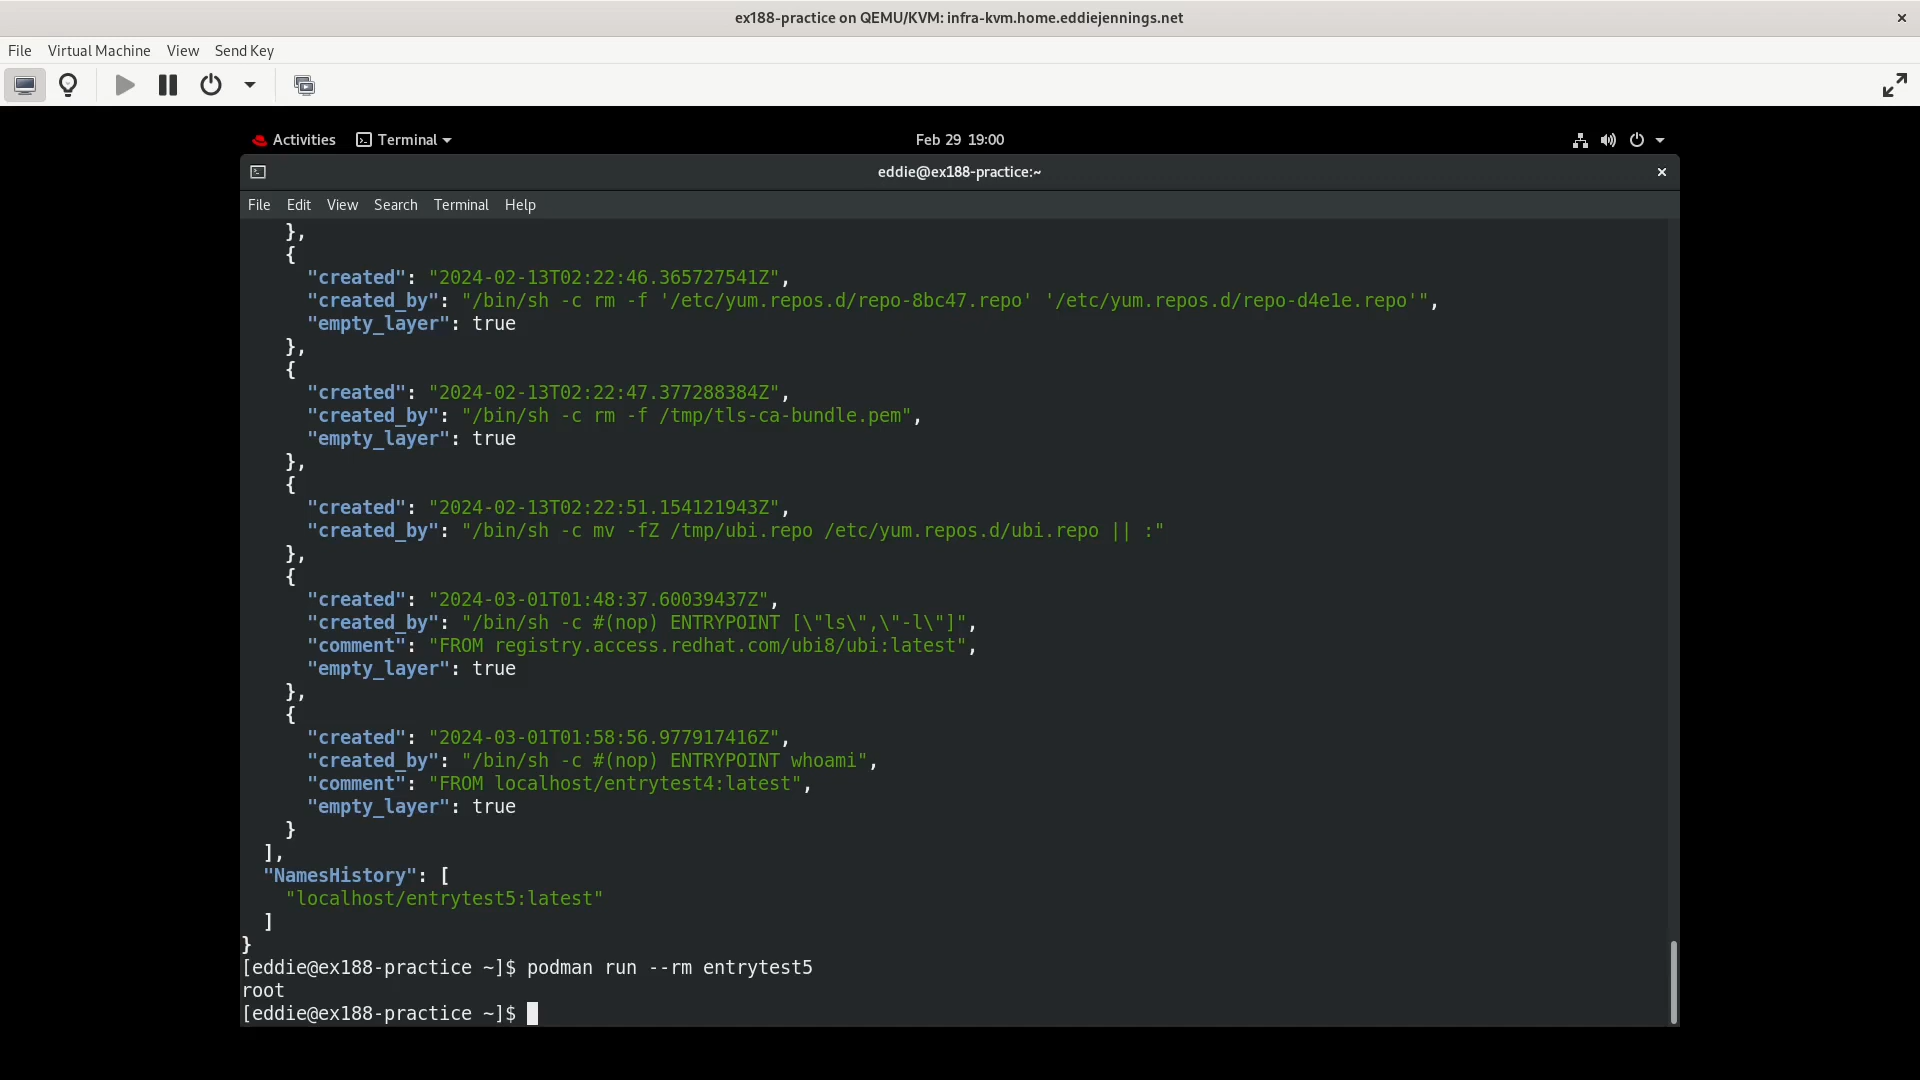 ex188-practice on QEMU/KVM: infra-kvm.home.eddiejennings.net ×
File Virtual Machine View Send Key
Activities Terminal Feb 29 19:00
eddie@ex188-practice:~ ×
File Edit View Search Terminal Help
    },
    {
      "created": "2024-02-13T02:22:46.365727541Z",
      "created_by": "/bin/sh -c rm -f '/etc/yum.repos.d/repo-8bc47.repo' '/etc/yum.repos.d/repo-d4e1e.repo'",
      "empty_layer": true
    },
    {
      "created": "2024-02-13T02:22:47.377288384Z",
      "created_by": "/bin/sh -c rm -f /tmp/tls-ca-bundle.pem",
      "empty_layer": true
    },
    {
      "created": "2024-02-13T02:22:51.154121943Z",
      "created_by": "/bin/sh -c mv -fZ /tmp/ubi.repo /etc/yum.repos.d/ubi.repo || :"
    },
    {
      "created": "2024-03-01T01:48:37.60039437Z",
      "created_by": "/bin/sh -c #(nop) ENTRYPOINT [\"ls\",\"-l\"]",
      "comment": "FROM registry.access.redhat.com/ubi8/ubi:latest",
      "empty_layer": true
    },
    {
      "created": "2024-03-01T01:58:56.977917416Z",
      "created_by": "/bin/sh -c #(nop) ENTRYPOINT whoami",
      "comment": "FROM localhost/entrytest4:latest",
      "empty_layer": true
    }
  ],
  "NamesHistory": [
    "localhost/entrytest5:latest"
  ]
}
[eddie@ex188-practice ~]$ podman run --rm entrytest5
root
[eddie@ex188-practice ~]$